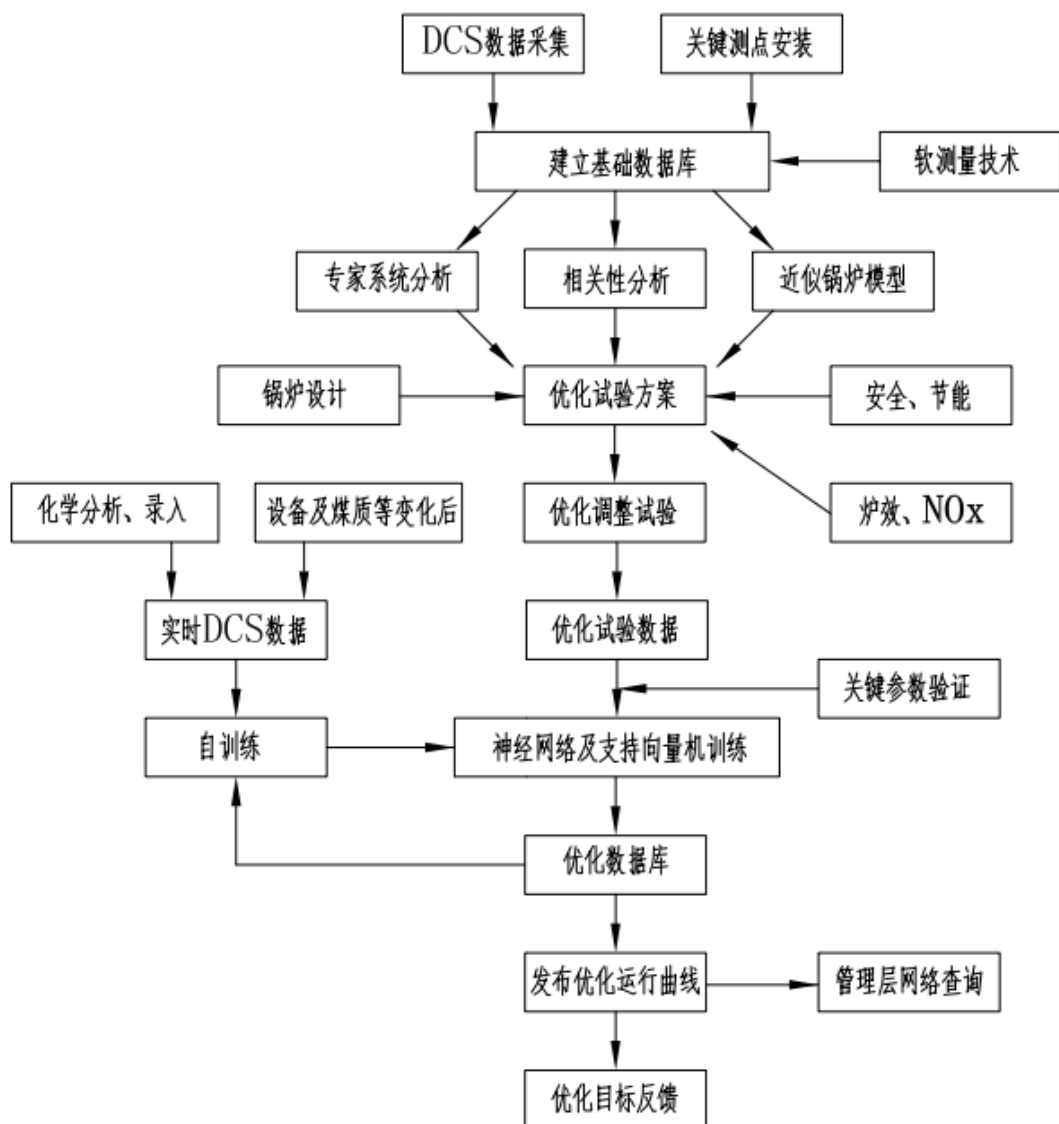 DCS数据采集
关键测点安装
建立基础数据库
软测量技术
专家系统分析
相关性分析
近似锅炉模型
锅炉设计
优化试验方案
安全、节能
化学分析、录入
设备及煤质等变化后
优化调整试验
炉效、NOx
实时DCS数据
优化试验数据
关键参数验证
自训练
神经网络及支持向量机训练
优化数据库
发布优化运行曲线
管理层网络查询
优化目标反馈